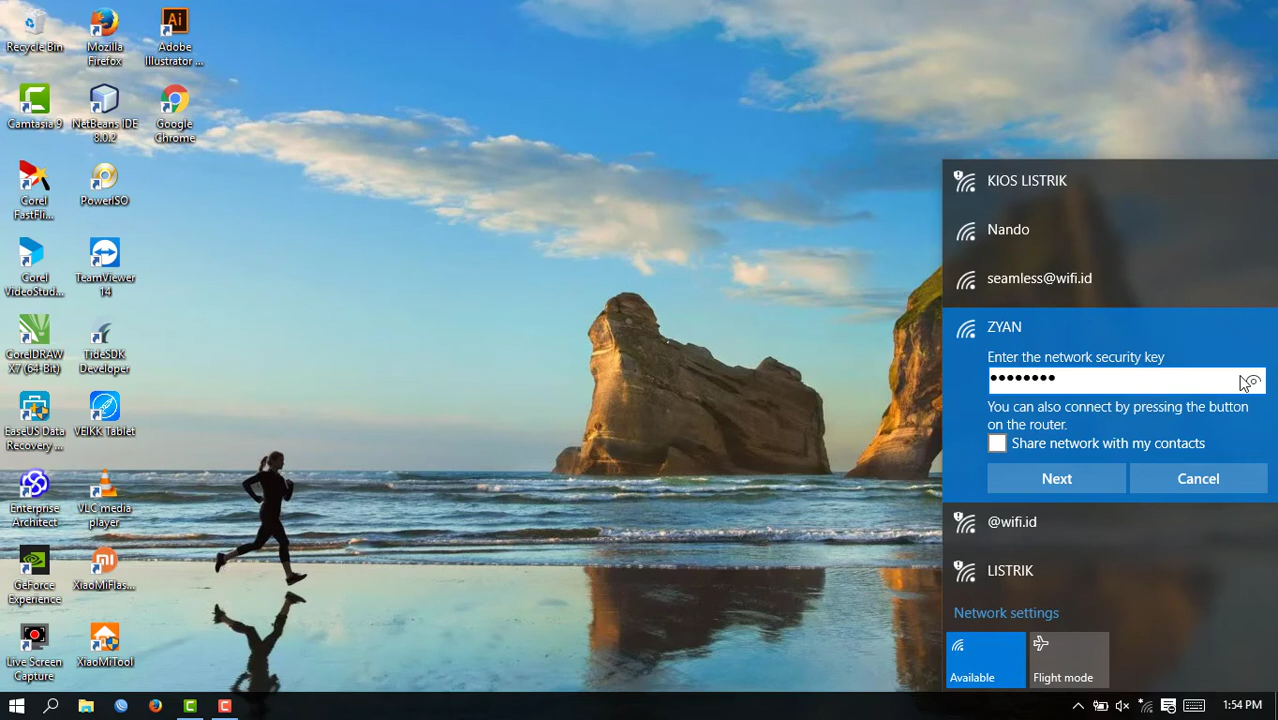 Recycle Bin
Mozilla
Firefox
Ai
Adobe
Illustrator ...
Camtasia 9
NetBeans IDE
8.0.2
Google
Chrome
Corel
FastFli...
PowerISO
Corel
VideoStud...
TeamViewer
14
CorelDRAW
X7 (64-Bit)
TideSDK
Developer
EaseUS Data
Recovery ...
VEIKK Tablet
Enterprise
Architect
VLC media
player
GeForce
Experience
XiaoMiFlas...
Live Screen
Capture
XiaoMiTool
KIOS LISTRIK
Nando
seamless@wifi.id
ZYAN
Enter the network security key
••••••••
You can also connect by pressing the button
on the router.
Share network with my contacts
Next
Cancel
@wifi.id
LISTRIK
Network settings
Available
Flight mode
1:54 PM